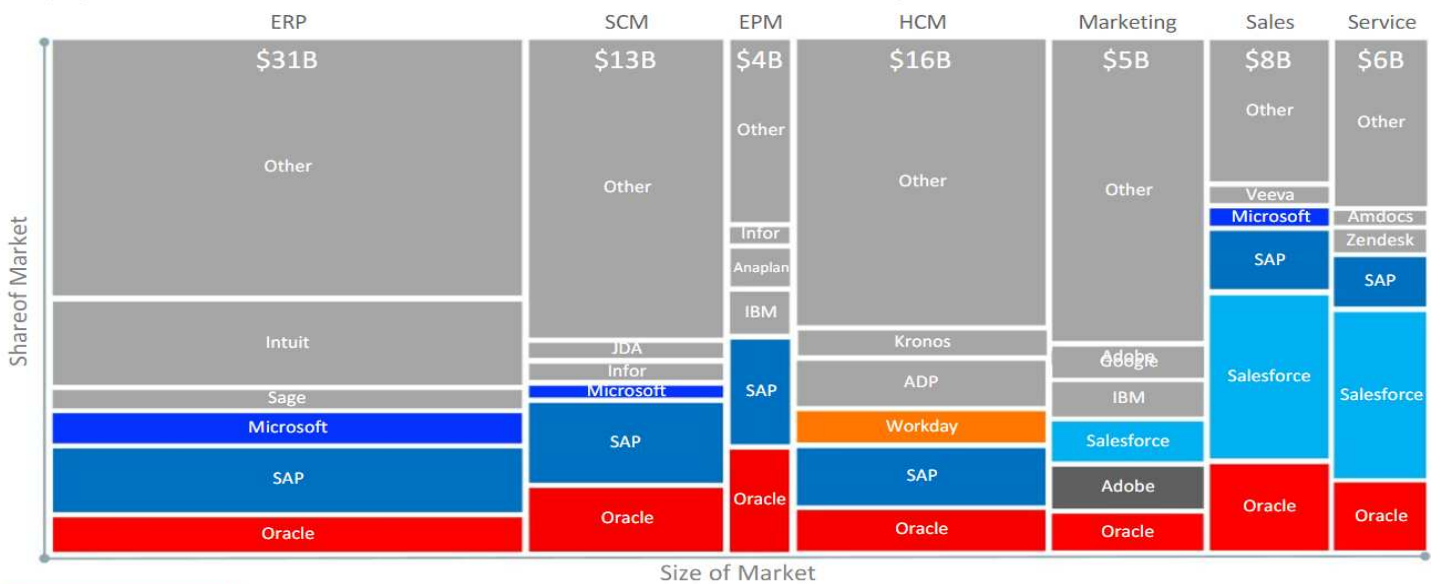 ERP
SCM
EPM
HCM
Marketing
Sales
Service
$31B
$13B
$4B
$16B
$5B
$8B
$6B
Other
Intuit
Sage
Microsoft
SAP
Oracle
Other
JDA
Infor
Microsoft
SAP
Oracle
Other
Infor
Anaplan
IBM
SAP
Oracle
Other
Kronos
ADP
Workday
SAP
Oracle
Other
Adobe
Google
IBM
Salesforce
Adobe
Oracle
Other
Veeva
Microsoft
SAP
Salesforce
Oracle
Other
Amdocs
Zendesk
SAP
Salesforce
Oracle
Shareof Market
Size of Market